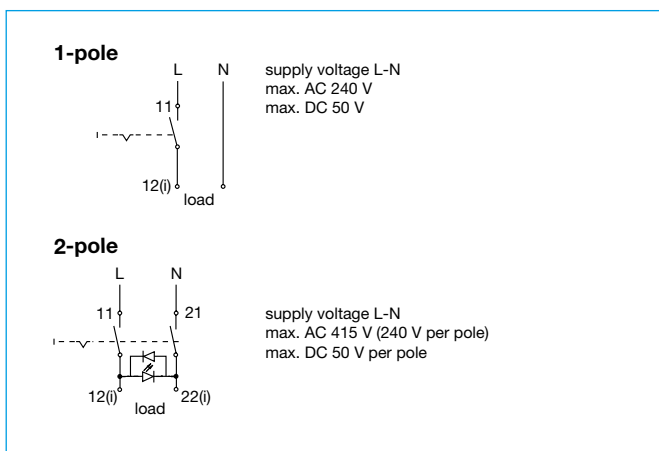 1-pole
L N
supply voltage L-N
max. AC 240 V
max. DC 50 V
11
12(i)
load
2-pole
L N
11 21
supply voltage L-N
max. AC 415 V (240 V per pole)
max. DC 50 V per pole
12(i) 22(i)
load